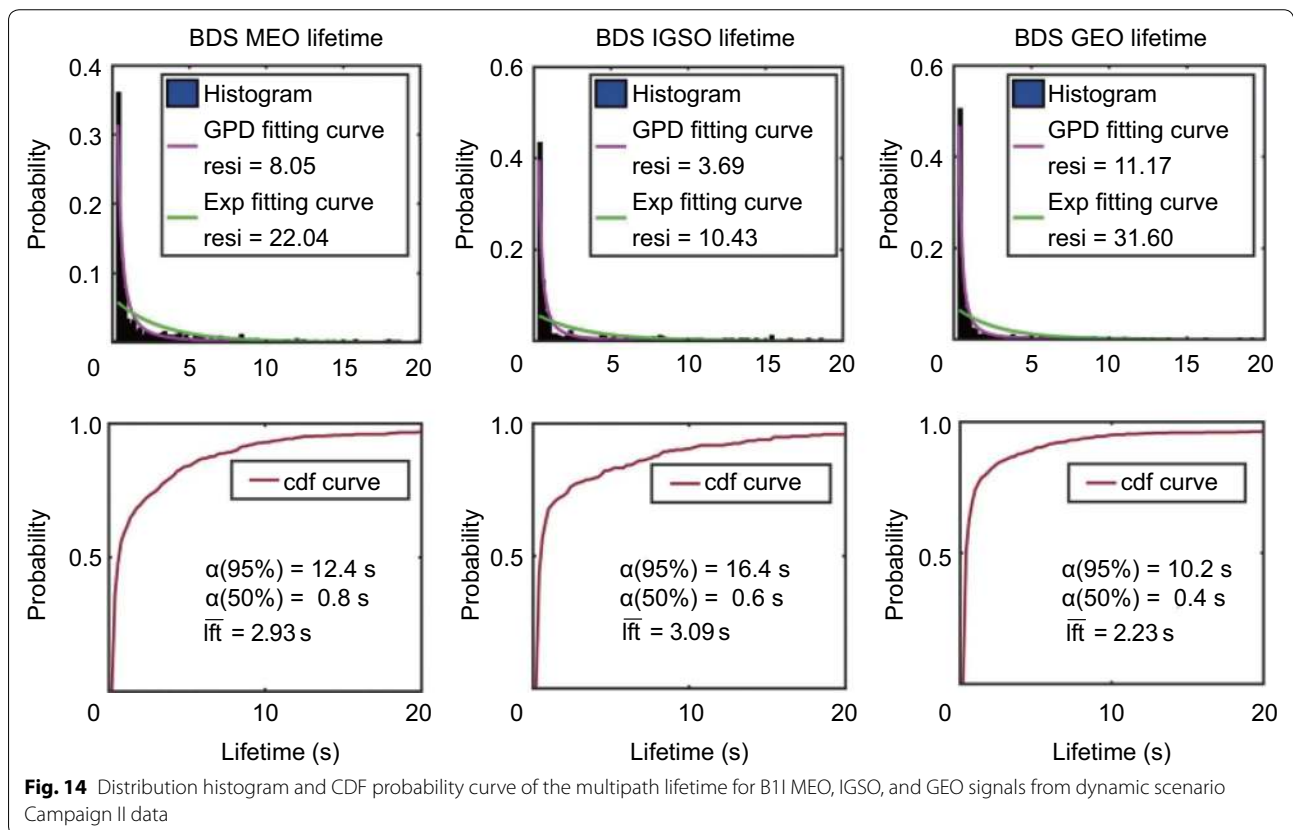 BDS MEO lifetime
0.4
0.3
0.2
0.1
0
5
10
15
20
Probability
Histogram
GPD fitting curve
resi = 8.05
Exp fitting curve
resi = 22.04
BDS IGSO lifetime
0.6
0.4
0.2
0
5
10
15
20
Probability
Histogram
GPD fitting curve
resi = 3.69
Exp fitting curve
resi = 10.43
BDS GEO lifetime
0.6
0.4
0.2
0
5
10
15
20
Probability
Histogram
GPD fitting curve
resi = 11.17
Exp fitting curve
resi = 31.60
1.0
0.5
0
10
20
Probability
Lifetime (s)
cdf curve
α(95%) = 12.4 s
α(50%) = 0.8 s
l̅f̅t̅ = 2.93 s
1.0
0.5
0
10
20
Probability
Lifetime (s)
cdf curve
α(95%) = 16.4 s
α(50%) = 0.6 s
l̅f̅t̅ = 3.09 s
1.0
0.5
0
10
20
Probability
Lifetime (s)
cdf curve
α(95%) = 10.2 s
α(50%) = 0.4 s
l̅f̅t̅ = 2.23 s
Fig. 14 Distribution histogram and CDF probability curve of the multipath lifetime for B1I MEO, IGSO, and GEO signals from dynamic scenario
Campaign II data